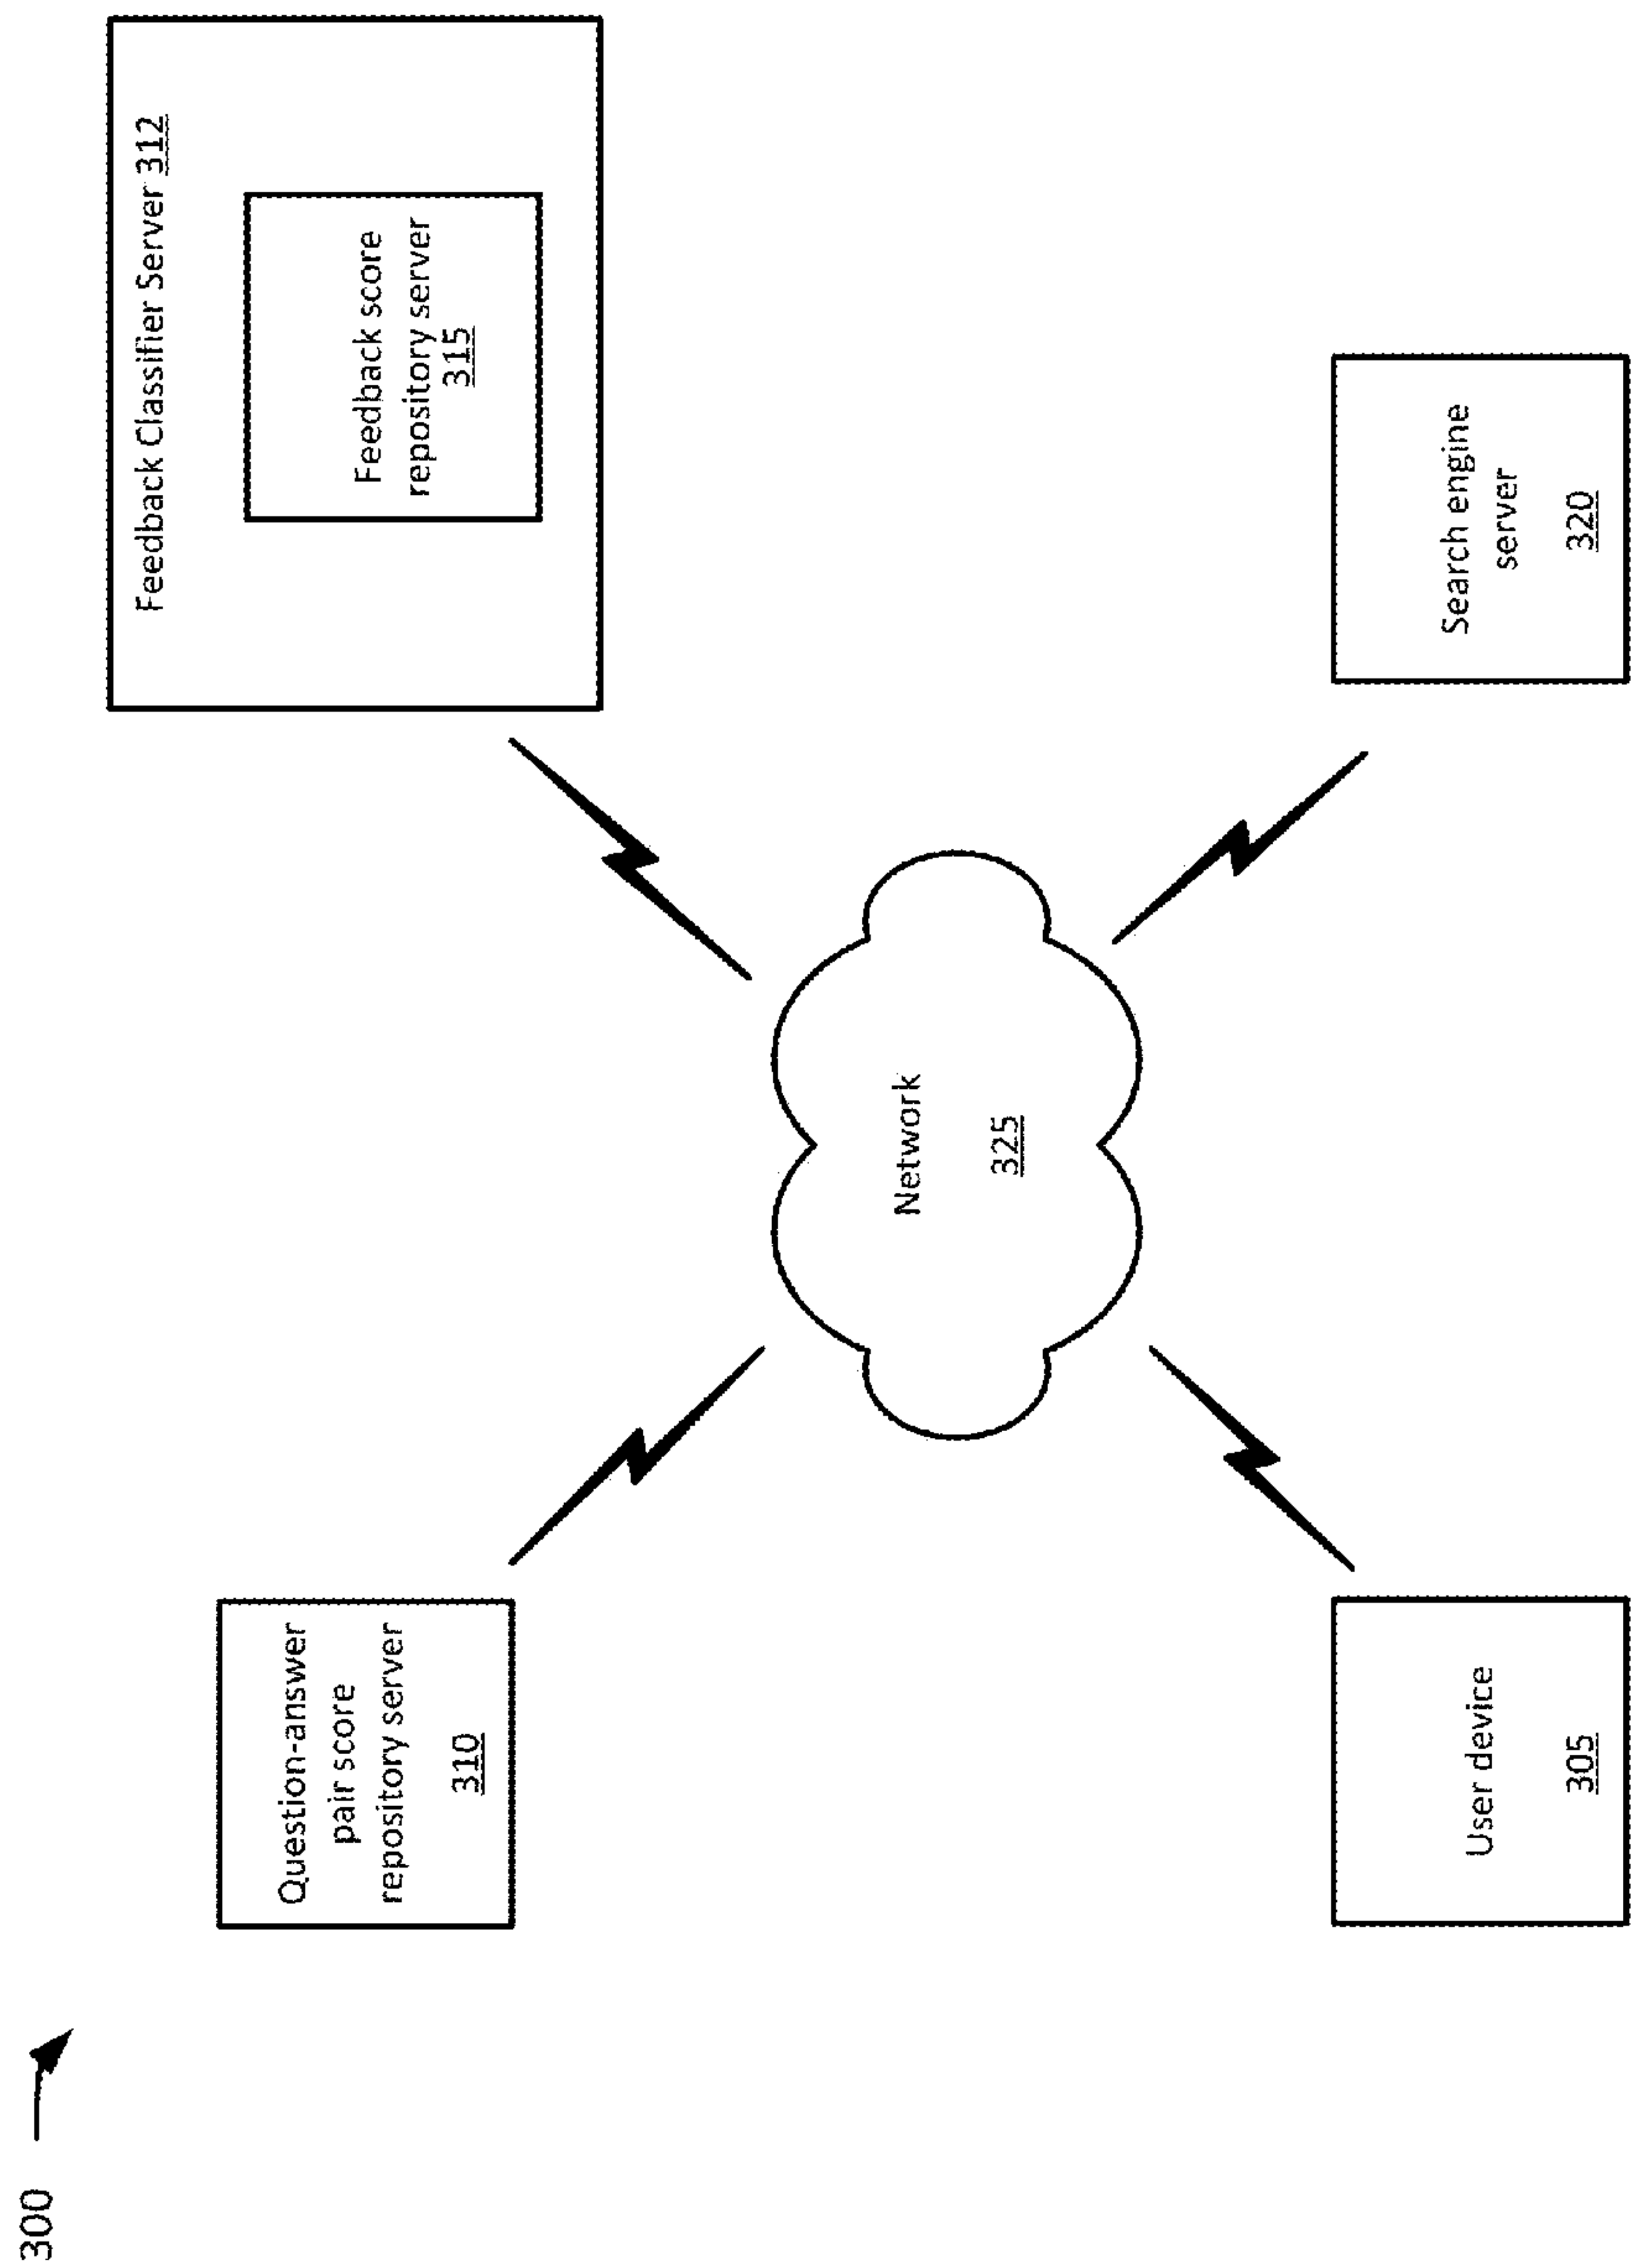 300
Question-answer
pair score
repository server
310
Feedback Classifier Server 312
Feedback score
repository server
315
Network
325
User device
305
Search engine
server
320